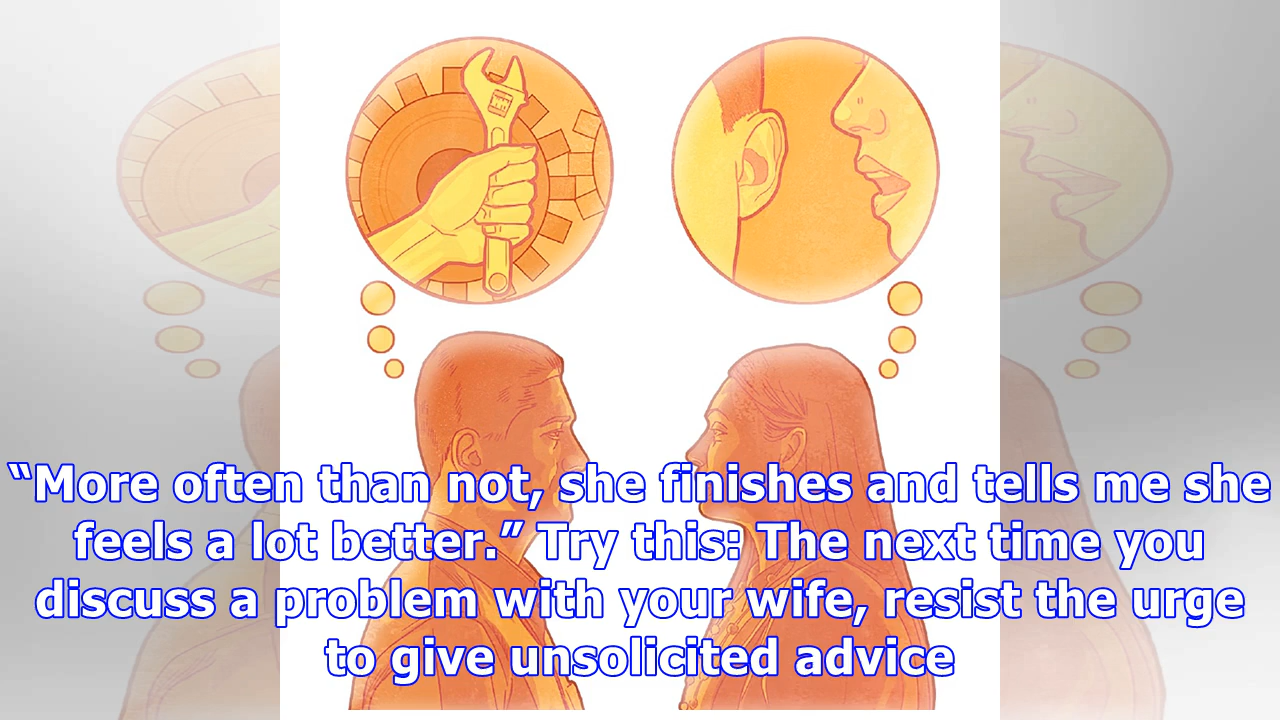 “More often than not, she finishes and tells me she
feels a lot better.” Try this: The next time you
discuss a problem with your wife, resist the urge
to give unsolicited advice